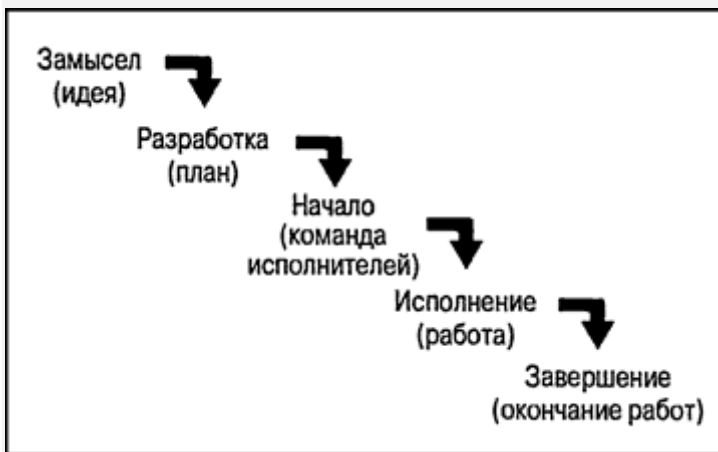 Замысел
(идея)
Разработка
(план)
Начало
(команда
исполнителей)
Исполнение
(работа)
Завершение
(окончание работ)